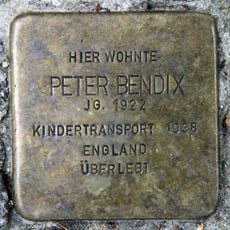 HIER WOHNTE
PETER BENDIX
JG. 1922
KINDERTRANSPORT 1938
ENGLAND
ÜBERLEBT